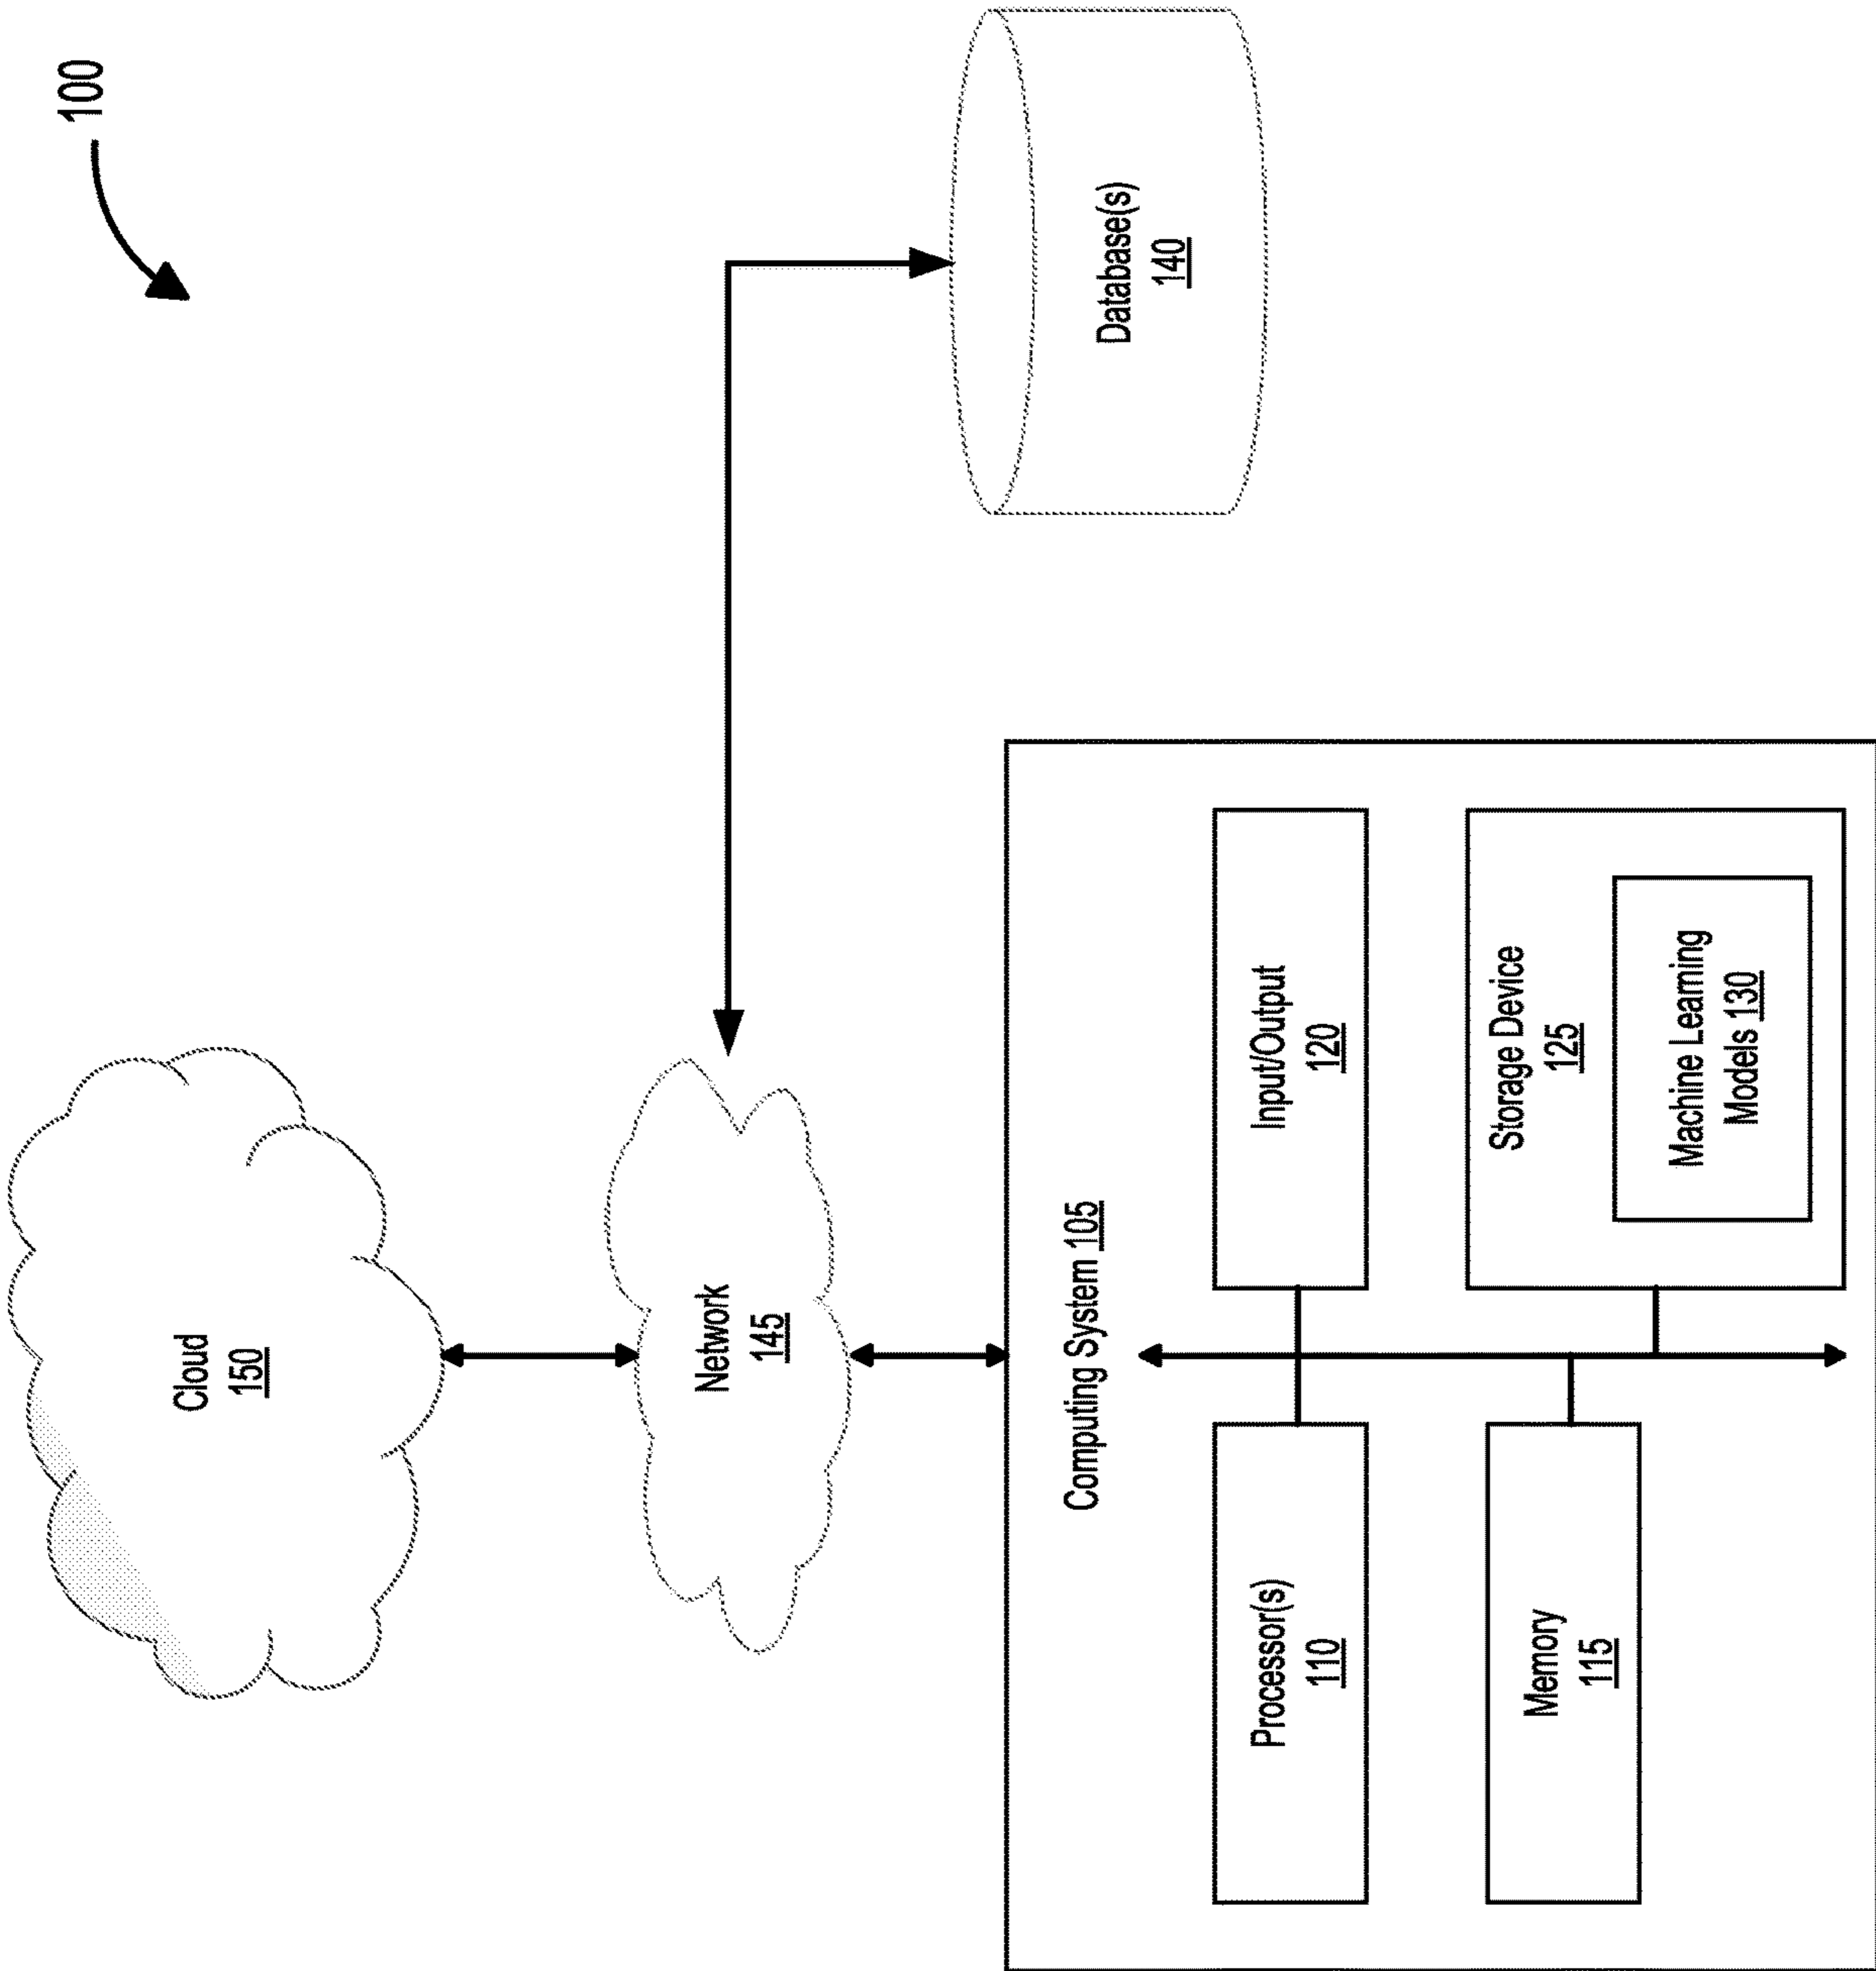 100
Cloud
150
Network
145
Database(s)
140
Computing System 105
Processor(s)
110
Input/Output
120
Memory
115
Storage Device
125
Machine Learning
Models 130